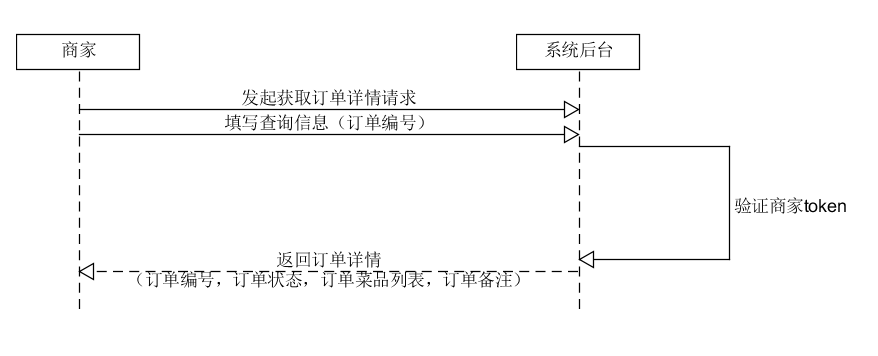 商家
系统后台
发起获取订单详情请求
填写查询信息（订单编号）
验证商家token
返回订单详情
（订单编号，订单状态，订单菜品列表，订单备注）